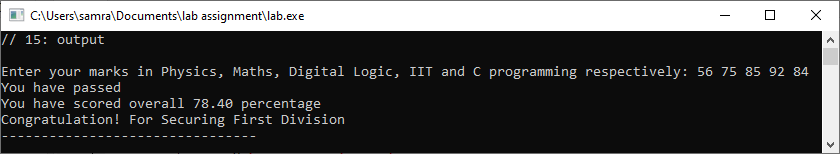 C:\Users\samra\Documents\lab assignment\lab.exe
// 15: output
Enter your marks in Physics, Maths, Digital Logic, IIT and C programming respectively: 56 75 85 92 84
You have passed
You have scored overall 78.40 percentage
Congratulation! For Securing First Division
--------------------------------